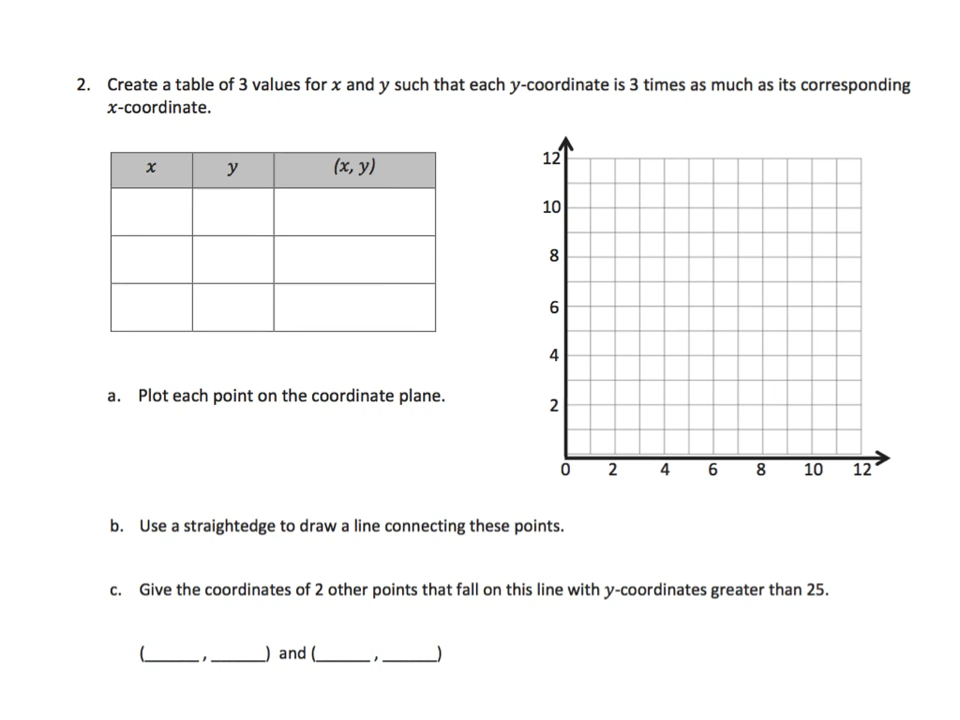 2. Create a table of 3 values for x and y such that each y-coordinate is 3 times as much as its corresponding
x-coordinate.
x y (x, y)
12
10
8
6
4
2
0 2 4 6 8 10 12
a. Plot each point on the coordinate plane.
b. Use a straightedge to draw a line connecting these points.
c. Give the coordinates of 2 other points that fall on this line with y-coordinates greater than 25.
(______ , ______) and (______ , ______)